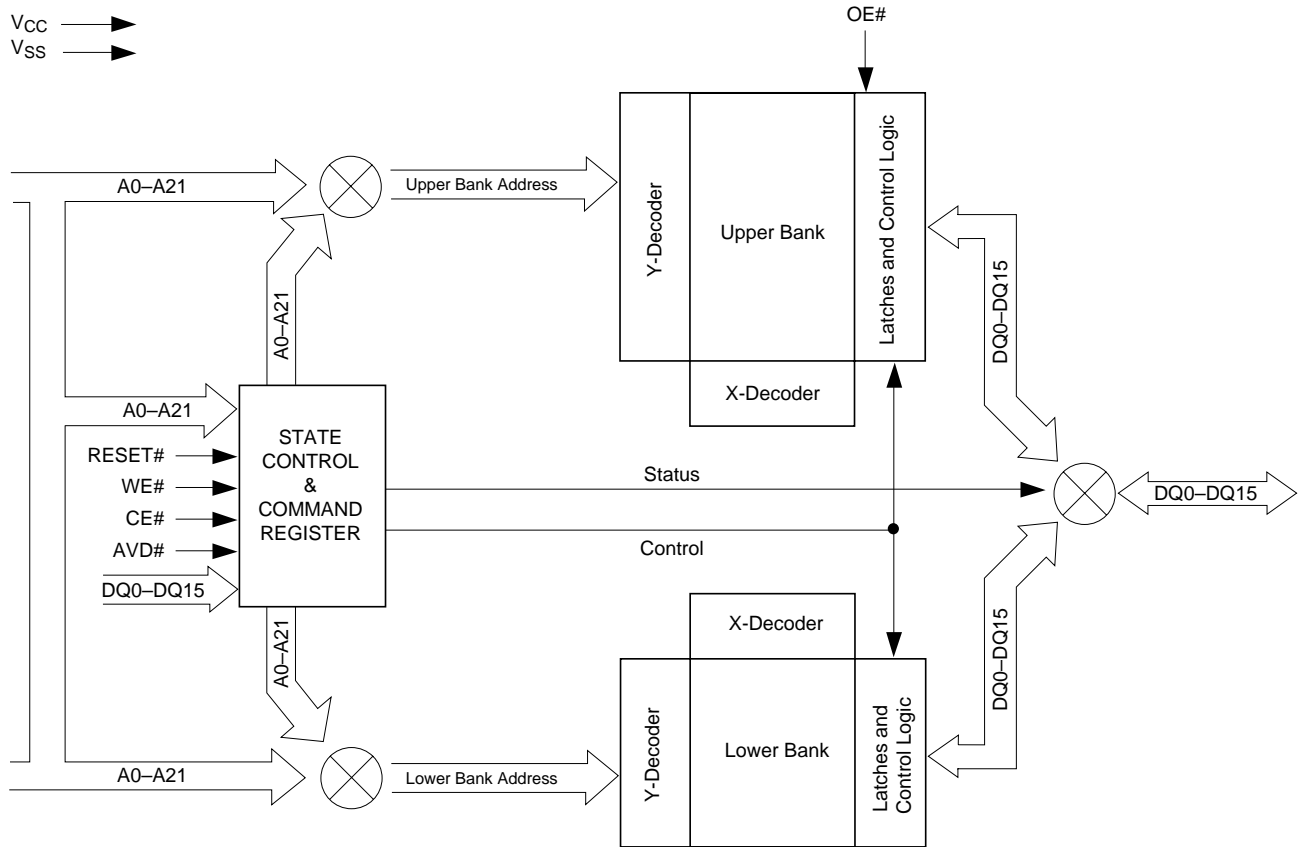 VCC
VSS
OE#
A0–A21
Upper Bank Address
Y-Decoder
Upper Bank
Latches and Control Logic
X-Decoder
DQ0–DQ15
A0–A21
A0–A21
RESET#
WE#
CE#
AVD#
DQ0–DQ15
STATE
CONTROL
&
COMMAND
REGISTER
Status
Control
DQ0–DQ15
A0–A21
X-Decoder
DQ0–DQ15
A0–A21
Lower Bank Address
Y-Decoder
Lower Bank
Latches and
Control Logic